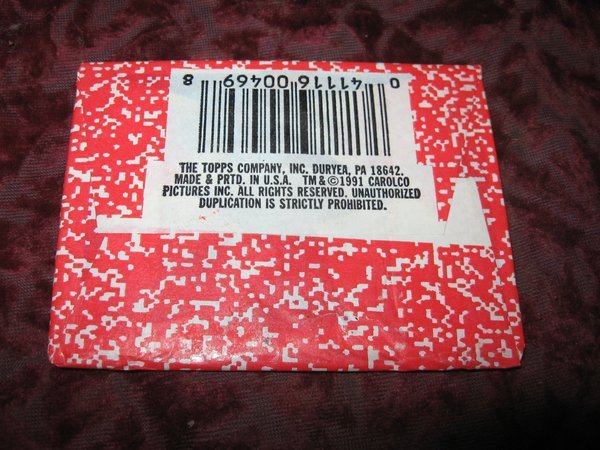 0 41116 00469 8
THE TOPPS COMPANY, INC. DURYEA, PA 18642.
MADE & PRTD. IN U.S.A. TM & © 1991 CAROLCO
PICTURES INC. ALL RIGHTS RESERVED. UNAUTHORIZED
DUPLICATION IS STRICTLY PROHIBITED.